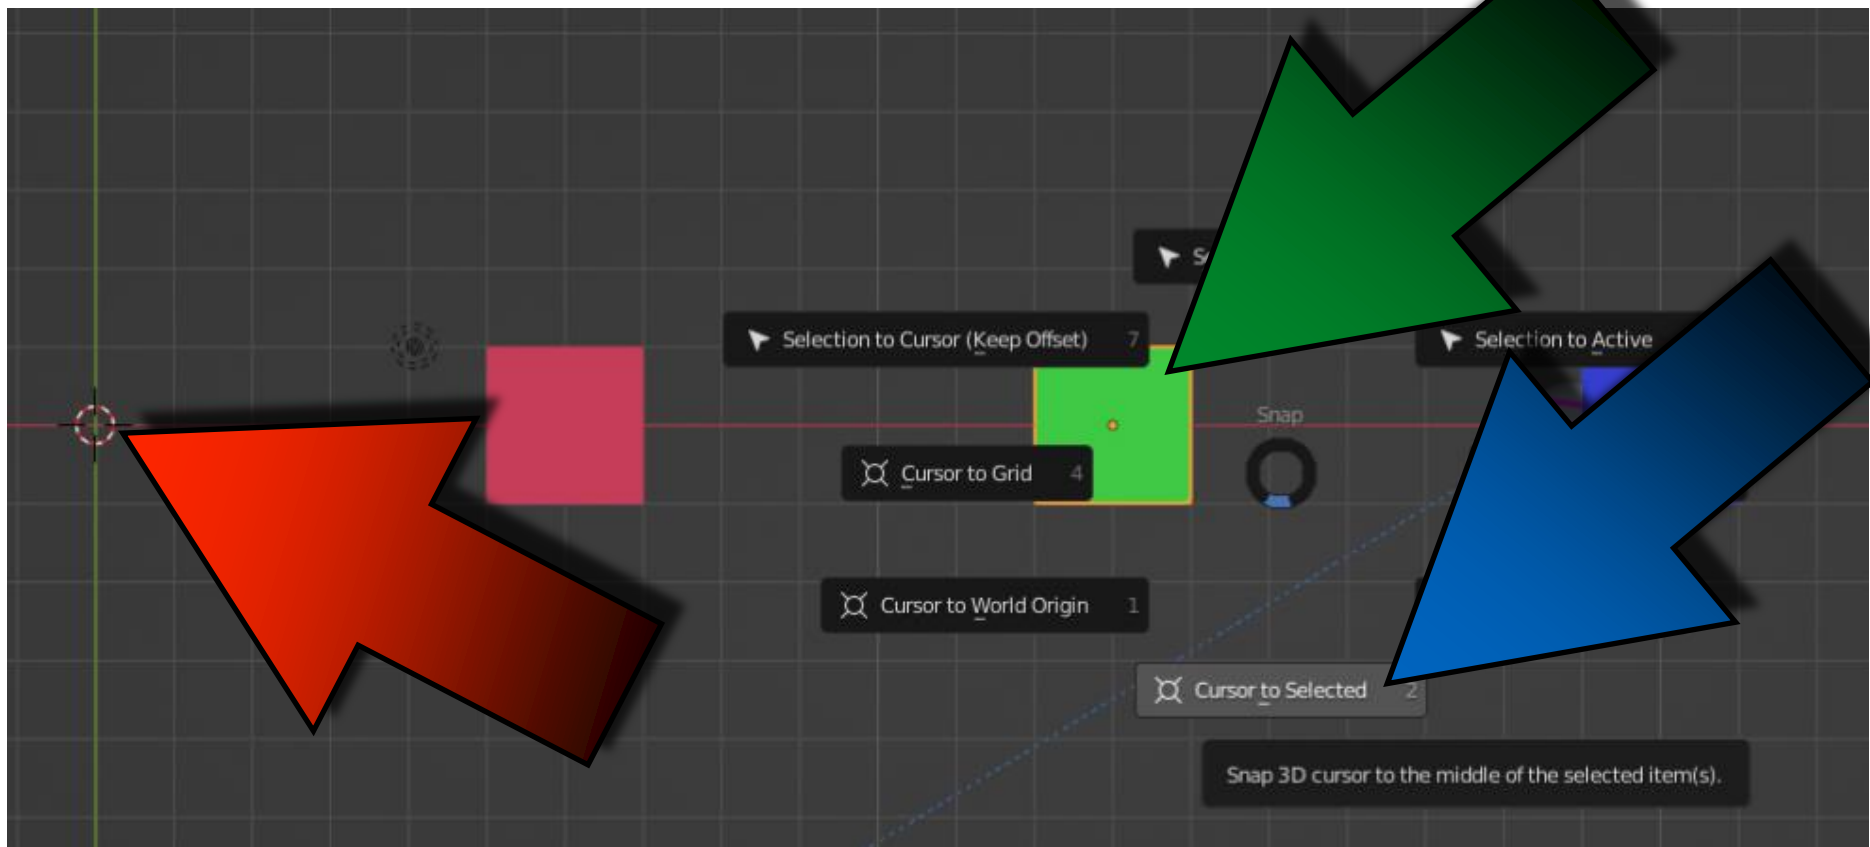 Selection to Cursor (Keep Offset) 7
Selection to Active
Snap
Cursor to Grid 4
Cursor to World Origin 1
Cursor to Selected 2
Snap 3D cursor to the middle of the selected item(s).